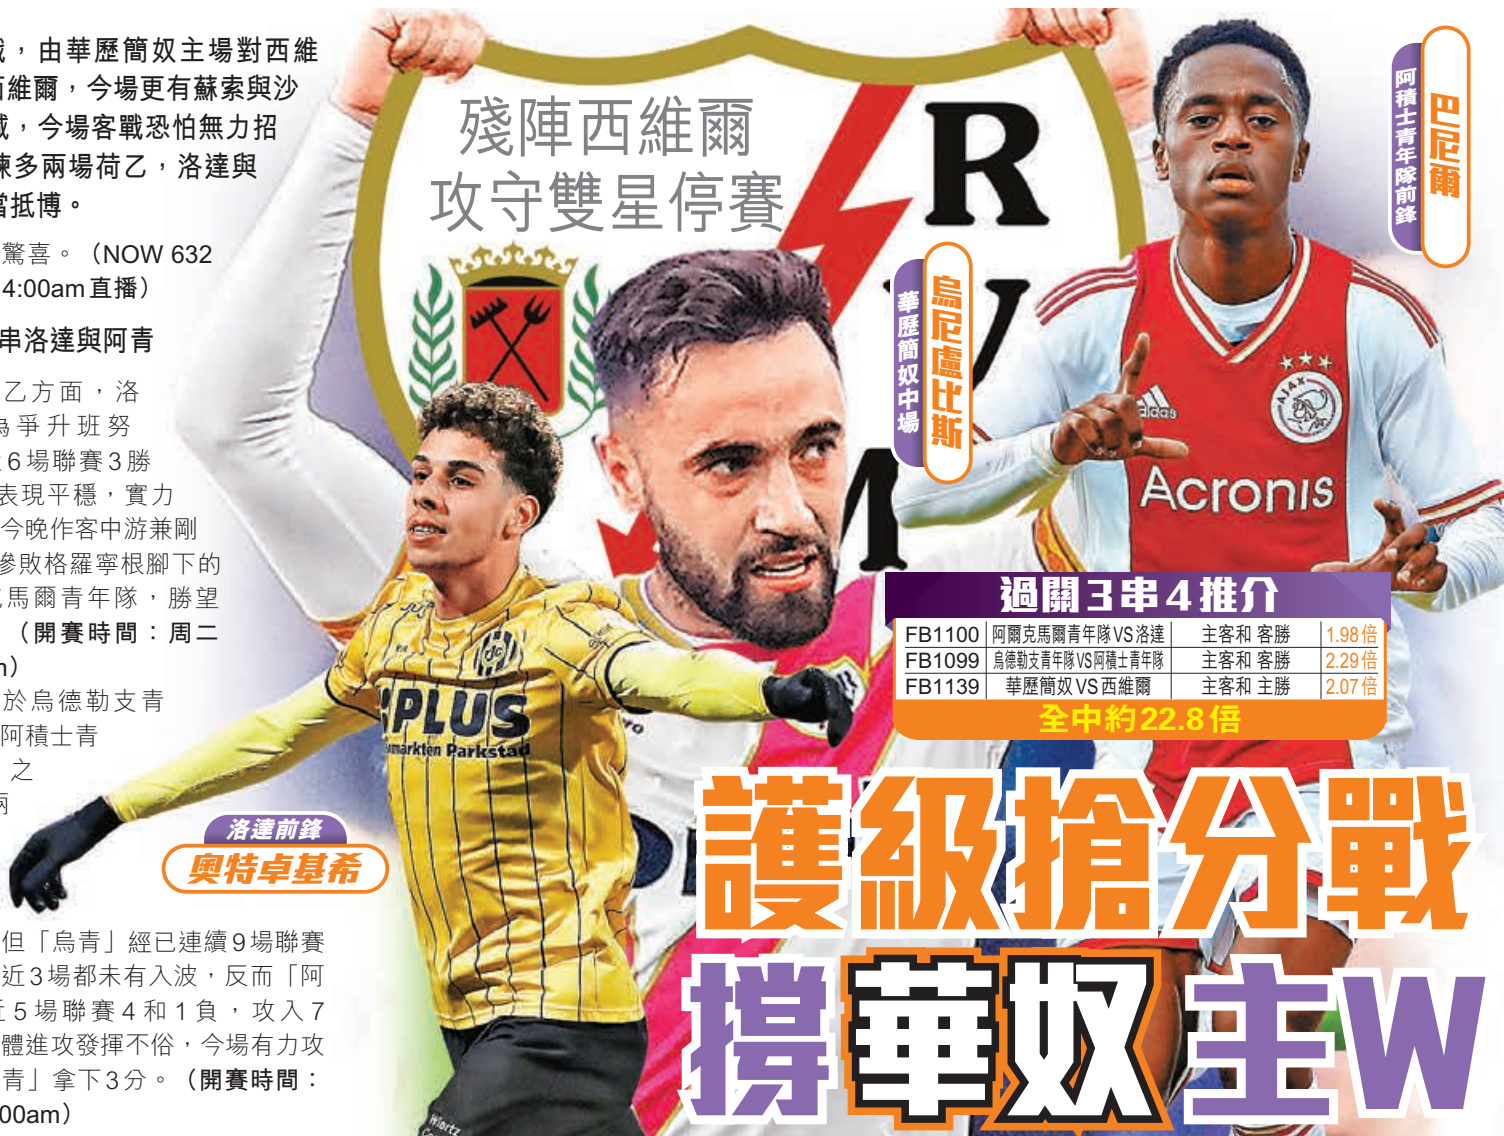 殘陣西維爾
攻守雙星停賽
，由華歷簡奴主場對西維
西維爾，今場更有蘇索與沙
，今場客戰恐怕無力招
多兩場荷乙，洛達與
抵博。
驚喜。（NOW 632
4:00am直播）
串洛達與阿青
乙方面，洛
爭升班努
6場聯賽3勝
表現平穩，實力
今晚作客中游兼剛
慘敗格羅寧根腳下的
馬爾青年隊，勝望
（開賽時間：周二
m）
於烏德勒支青
阿積士青
之
但「烏青」經已連續9場聯賽
近3場都未有入波，反而「阿
近5場聯賽4和1負，攻入7
體進攻發揮不俗，今場有力攻
青」拿下3分。（開賽時間：
00am）
洛達前鋒
奧特卓基希
華歷簡奴中場
烏尼盧比斯
阿積士青年隊前鋒
巴尼爾
R
V
M
adidas
AJAX
Acronis
PLUS
markten Parkstad
過關3串4推介
FB1100 阿爾克馬爾青年隊VS洛達 主客和 客勝 1.98倍
FB1099 烏德勒支青年隊VS阿積士青年隊 主客和 客勝 2.29倍
FB1139 華歷簡奴VS西維爾 主客和 主勝 2.07倍
全中約22.8倍
護級搶分戰
撐華奴主W